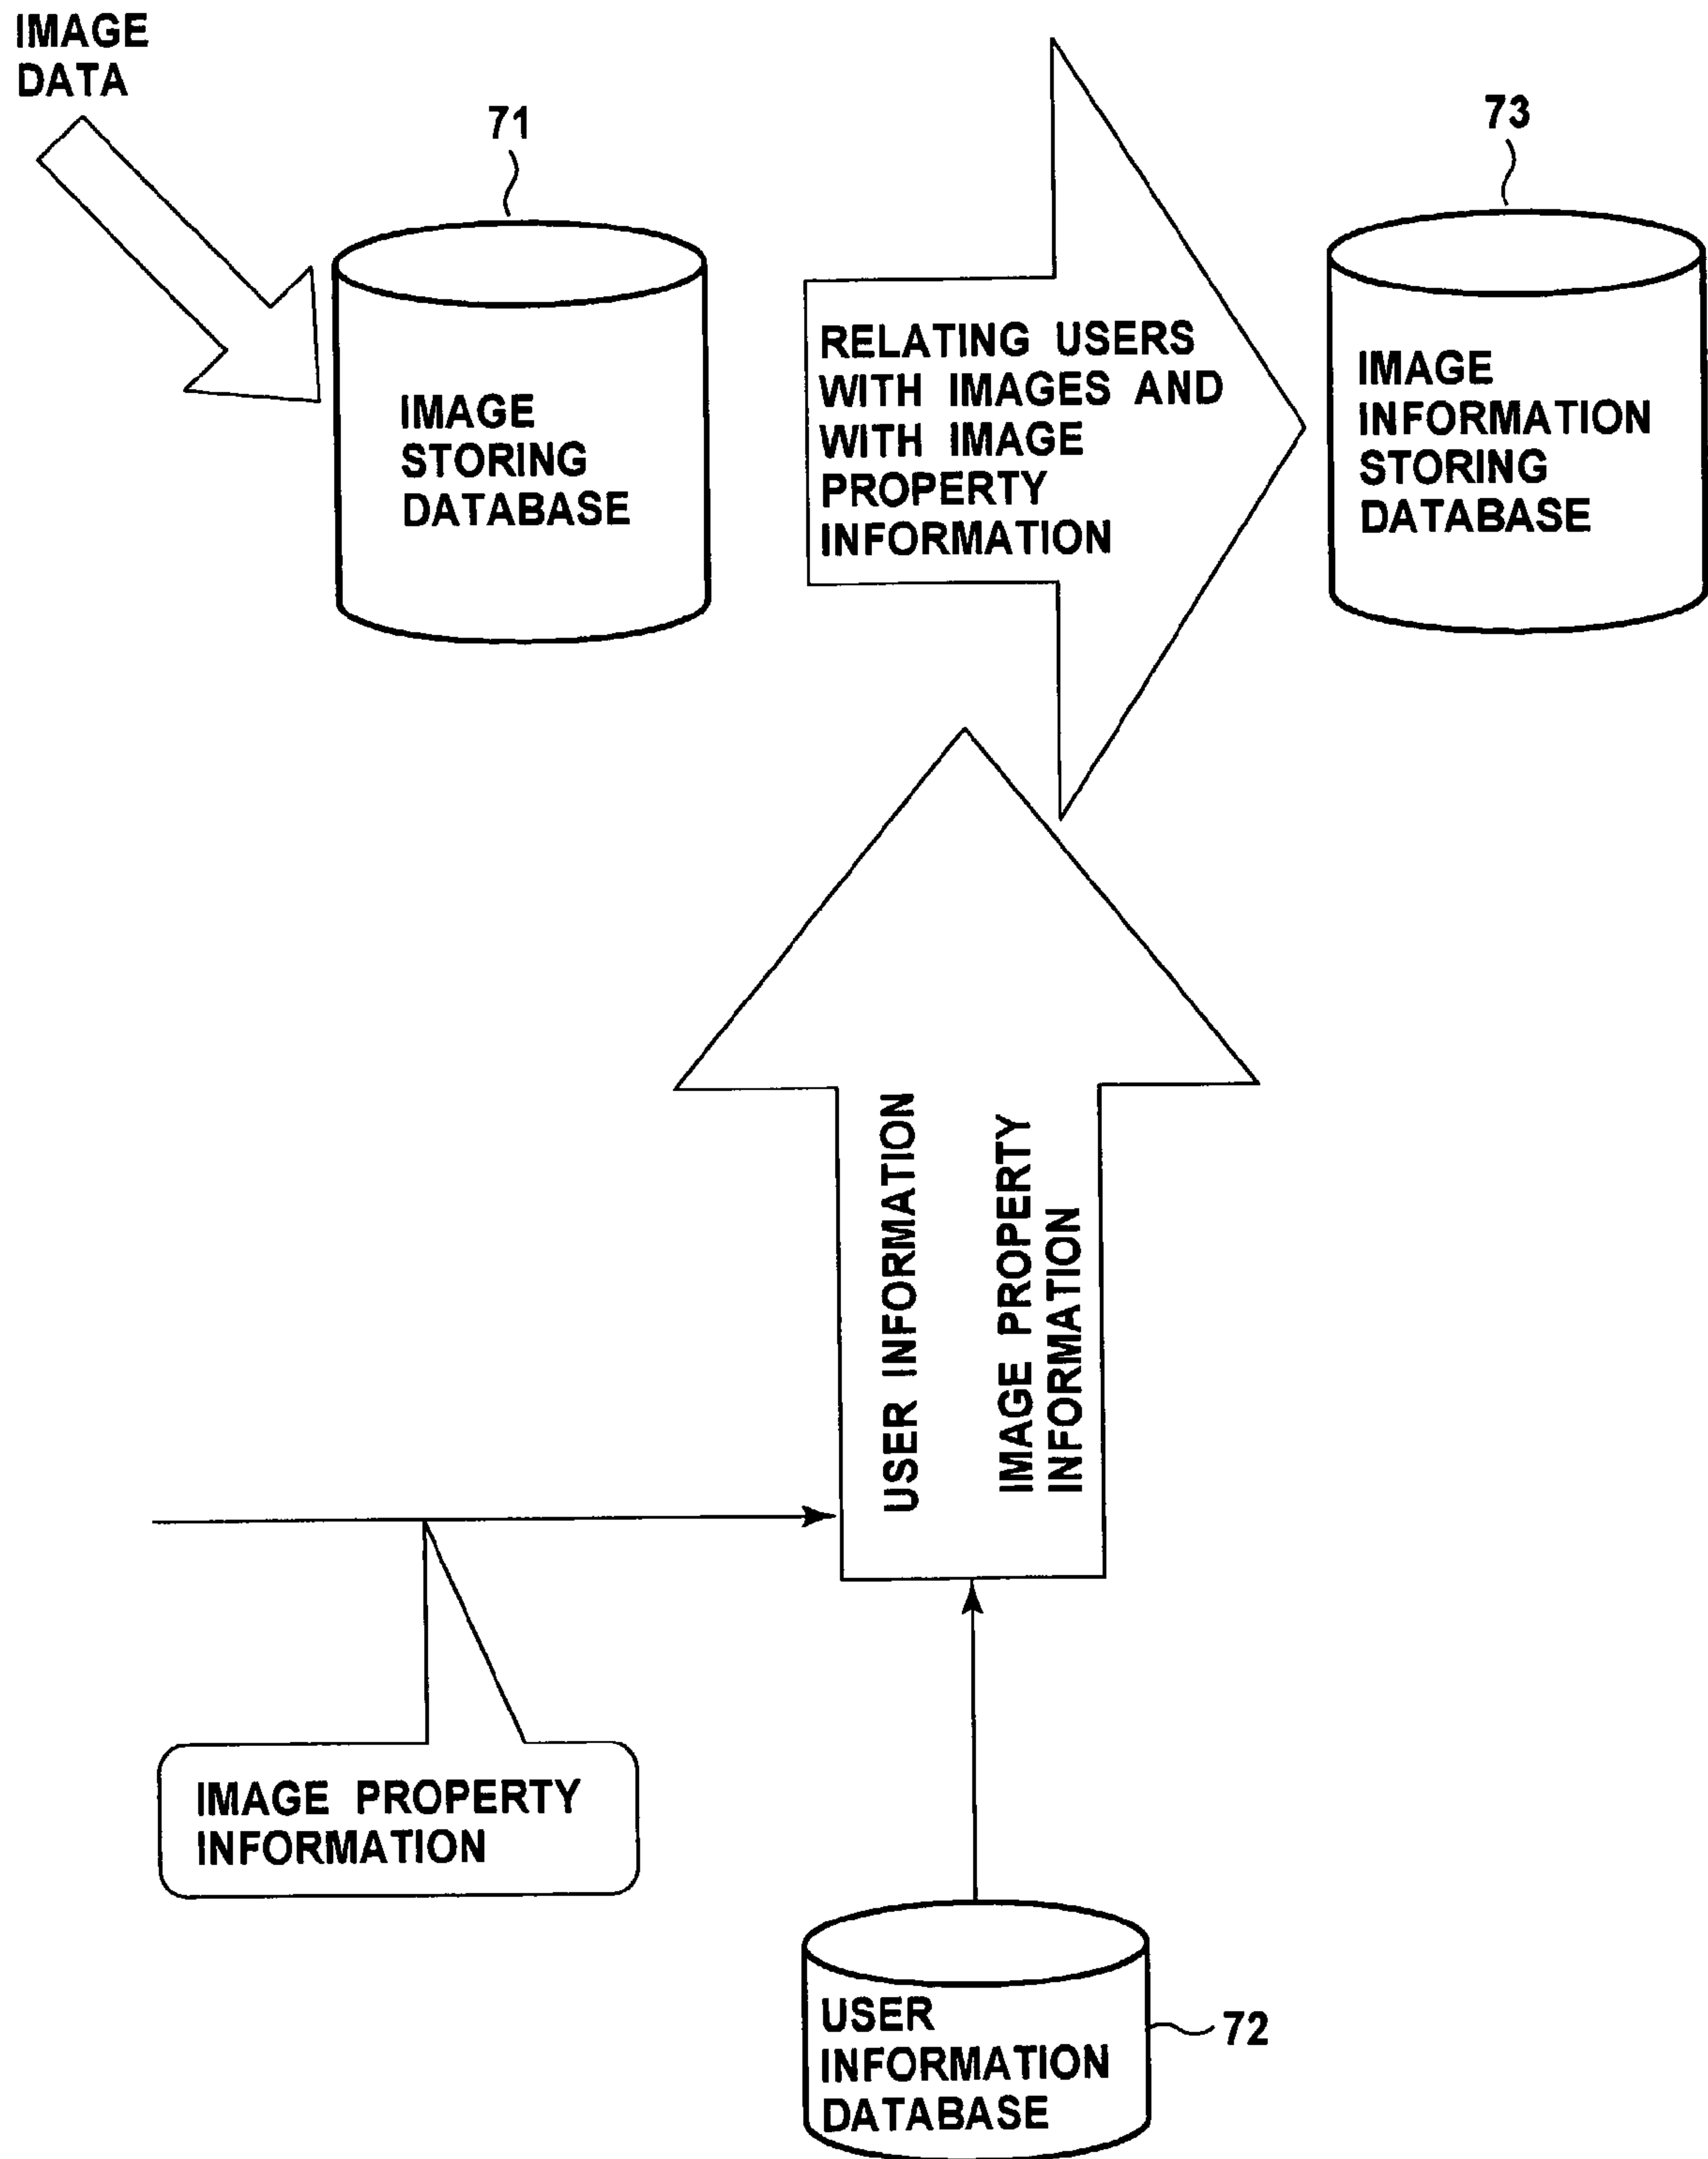 IMAGE
DATA
71
73
IMAGE
STORING
DATABASE
RELATING USERS
WITH IMAGES AND
WITH IMAGE
PROPERTY
INFORMATION
IMAGE
INFORMATION
STORING
DATABASE
USER INFORMATION
IMAGE PROPERTY
INFORMATION
IMAGE PROPERTY
INFORMATION
USER
INFORMATION
DATABASE
72